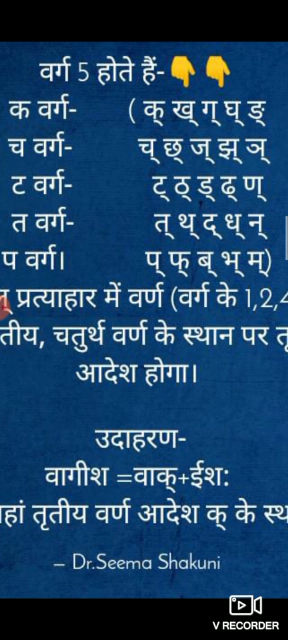 वर्ग 5 होते हैं-👇👇
क वर्ग- ( क् ख् ग् घ् ङ्
च वर्ग- च् छ् ज् झ् ञ्
ट वर्ग- ट् ठ् ड् ढ् ण्
त वर्ग- त् थ् द् ध् न्
प वर्ग। प् फ् ब् भ् म्)
प्रत्याहार में वर्ण (वर्ग के 1,2,4
चतुर्थ वर्ण के स्थान पर
आदेश होगा।
उदाहरण-
वागीश =वाक्+ईश:
तृतीय वर्ण आदेश क् के
– Dr.Seema Shakuni
V RECORDER